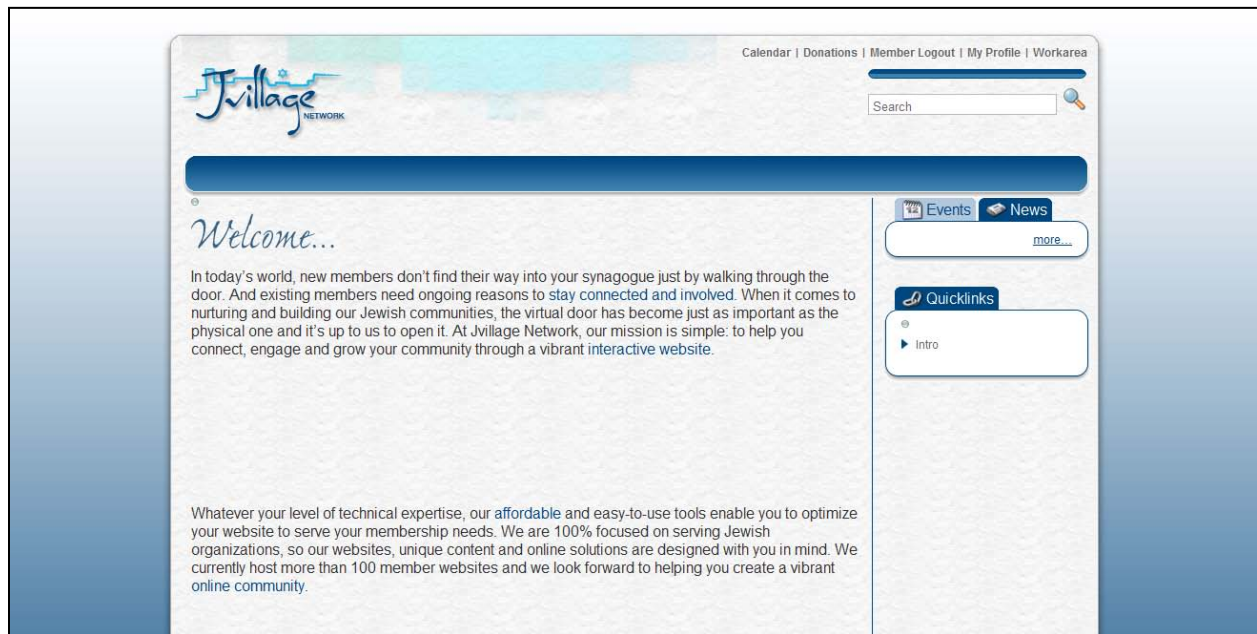 Calendar | Donations | Member Logout | My Profile | Workarea
Jvillage
NETWORK
Search
Welcome...
In today's world, new members don't find their way into your synagogue just by walking through the
door. And existing members need ongoing reasons to stay connected and involved. When it comes to
nurturing and building our Jewish communities, the virtual door has become just as important as the
physical one and it's up to us to open it. At Jvillage Network, our mission is simple: to help you
connect, engage and grow your community through a vibrant interactive website.
Whatever your level of technical expertise, our affordable and easy-to-use tools enable you to optimize
your website to serve your membership needs. We are 100% focused on serving Jewish
organizations, so our websites, unique content and online solutions are designed with you in mind. We
currently host more than 100 member websites and we look forward to helping you create a vibrant
online community.
12 Events News
more...
Quicklinks
Intro